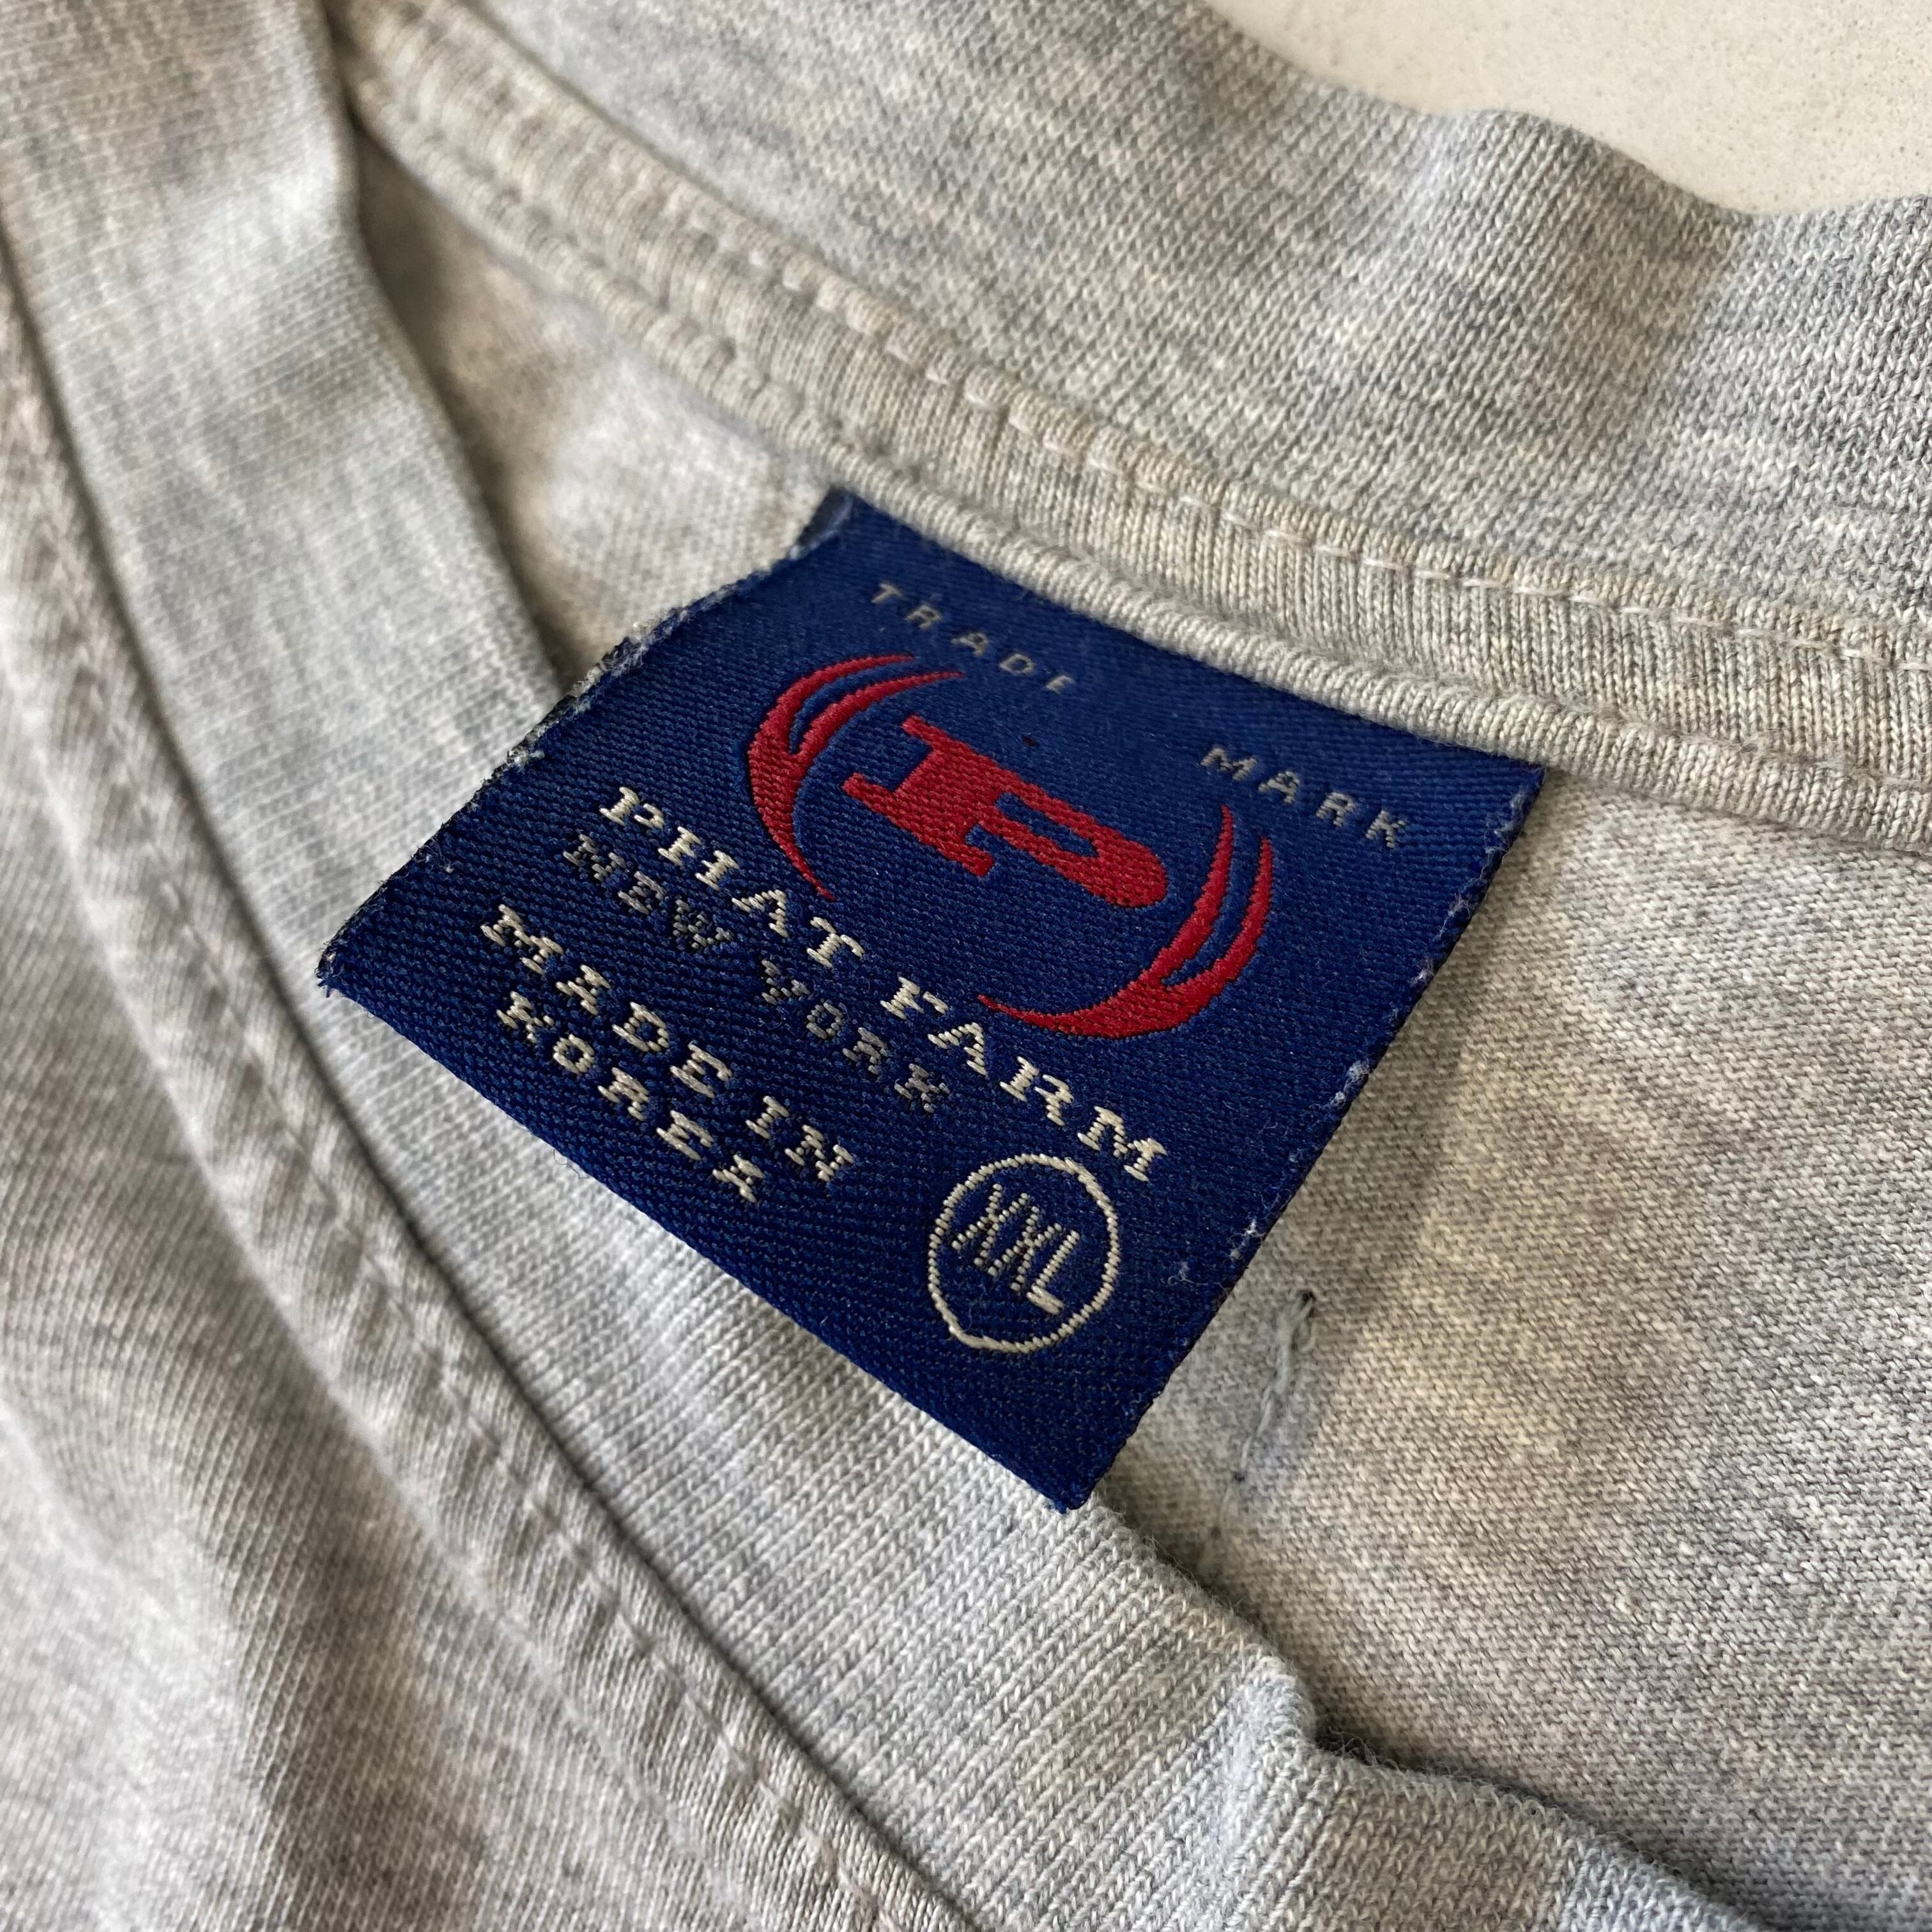 TRADE MARK
P
PHAT FARM
NEW YORK
MADE IN
KOREA
XXL